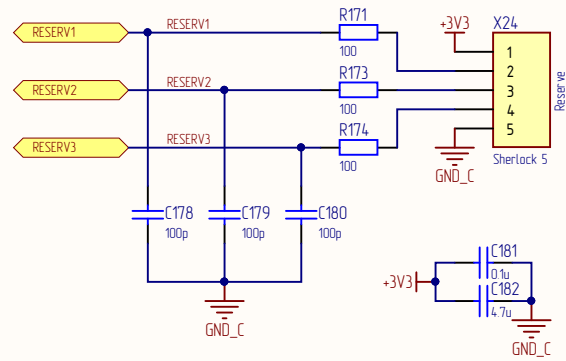 RESERV1
RESERV1
R171
100
+3V3
X24
1
2
3
4
5
Reserve
Sherlock 5
GND_C
RESERV2
RESERV2
R173
100
RESERV3
RESERV3
R174
100
C178
100p
C179
100p
C180
100p
GND_C
+3V3
C181
0.1u
C182
4.7u
GND_C